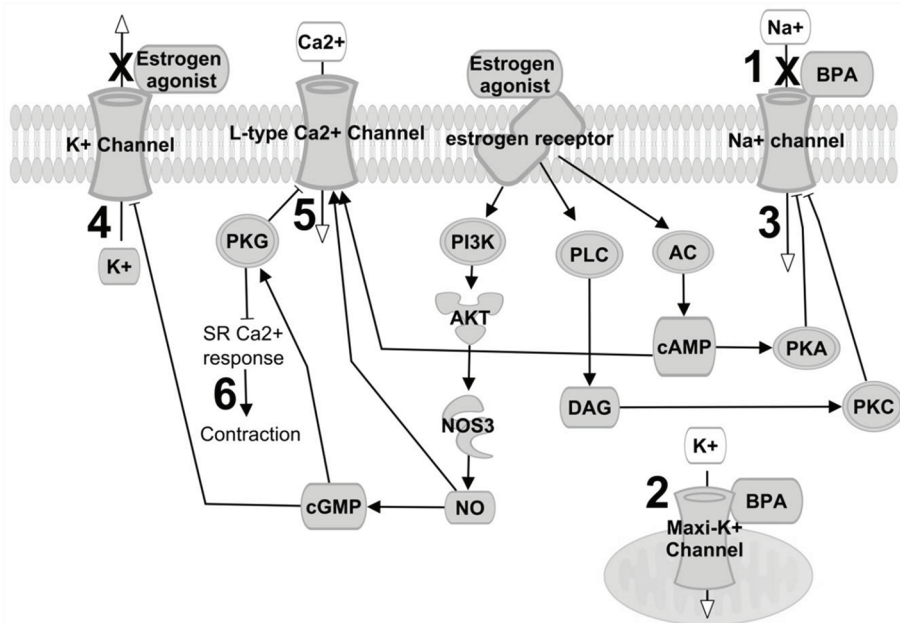 Ca2+
Na+
X
Estrogen
agonist
Estrogen
agonist
1
X
BPA
K+ Channel
L-type Ca2+ Channel
estrogen receptor
Na+ channel
4
5
3
PKG
PI3K
PLC
AC
K+
SR Ca2+
response
AKT
cAMP
PKA
6
Contraction
NOS3
DAG
PKC
K+
cGMP
NO
2
BPA
Maxi-K+
Channel